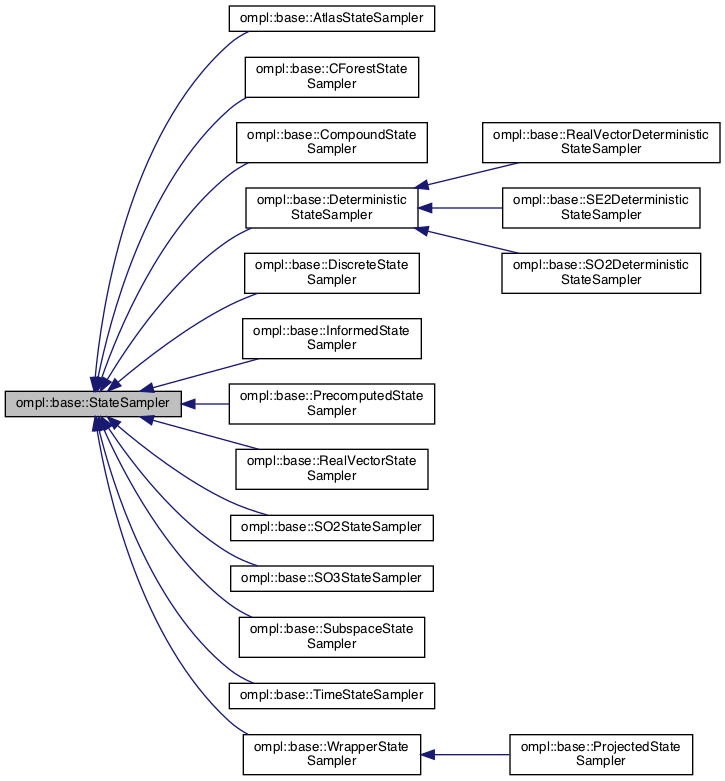 ompl::base::AtlasStateSampler
ompl::base::CForestState
Sampler
ompl::base::CompoundState
Sampler
ompl::base::RealVectorDeterministic
StateSampler
ompl::base::Deterministic
StateSampler
ompl::base::SE2Deterministic
StateSampler
ompl::base::SO2Deterministic
StateSampler
ompl::base::DiscreteState
Sampler
ompl::base::InformedState
Sampler
ompl::base::StateSampler
ompl::base::PrecomputedState
Sampler
ompl::base::RealVectorState
Sampler
ompl::base::SO2StateSampler
ompl::base::SO3StateSampler
ompl::base::SubspaceState
Sampler
ompl::base::TimeStateSampler
ompl::base::WrapperState
Sampler
ompl::base::ProjectedState
Sampler